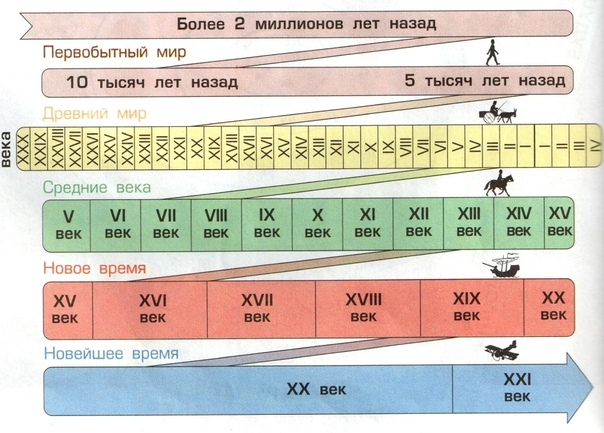 Более 2 миллионов лет назад
Первобытный мир
10 тысяч лет назад 5 тысяч лет назад
Древний мир
века
XXX XXIX XXVIII XXVII XXVI XXV XXIV XXIII XXII XXI XX XIX XVIII XVII XVI XV XIV XIII XII XI X IX VIII VII VI V IV III II I I II III IV
Средние века
V VI VII VIII IX X XI XII XIII XIV XV
век век век век век век век век век век век
Новое время
XV XVI XVII XVIII XIX XX
век век век век век век
Новейшее время
XX век XXI
век